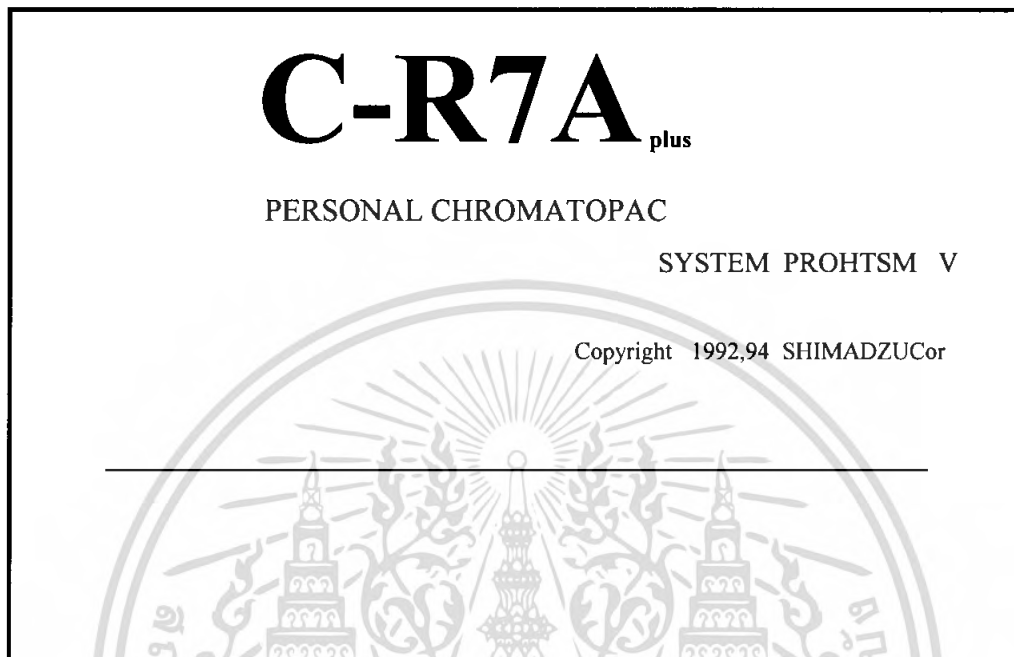 C-R7A plus
PERSONAL CHROMATOPAC
SYSTEM PROHTSM V
Copyright 1992,94 SHIMADZUCor